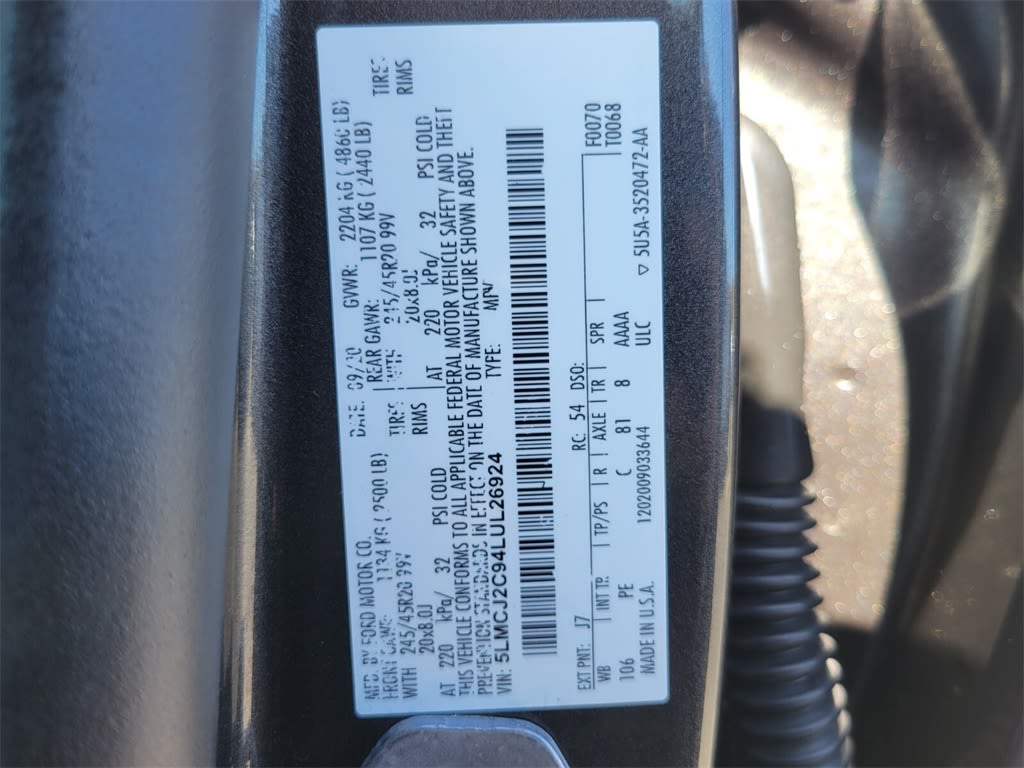 MFD. BY FORD MOTOR CO. DATE: 09/20 GVWR: 2204 KG ( 4860 LB)
FRONT GAWR: 1134 KG ( 2500 LB) REAR GAWR: 1107 KG ( 2440 LB)
WITH 245/45R20 99V TIRES WITH 245/45R20 99V TIRES
20x8.0J RIMS 20x8.0J RIMS
AT 220 kPa/ 32 PSI COLD AT 220 kPa/ 32 PSI COLD
THIS VEHICLE CONFORMS TO ALL APPLICABLE FEDERAL MOTOR VEHICLE SAFETY AND THEFT
PREVENTION STANDARDS IN EFFECT ON THE DATE OF MANUFACTURE SHOWN ABOVE.
VIN: 5LMCJ2C94LUL26924 TYPE: MPV
EXT PNT: J7 RC: 54 DSO: F0070
WB INT TR TP/PS R AXLE TR SPR T0068
106 PE C 81 8 AAAA
MADE IN U.S.A. 1202009033644 ULC ▽ 5U5A-3520472-AA